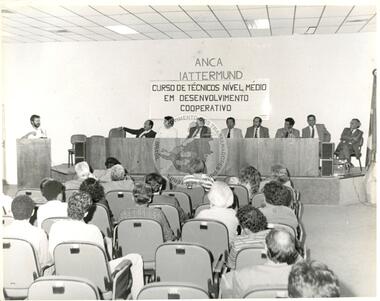 ANCA
IATTERMUND
CURSO DE TÉCNICOS NÍVEL MÉDIO
EM DESENVOLVIMENTO
COOPERATIVO